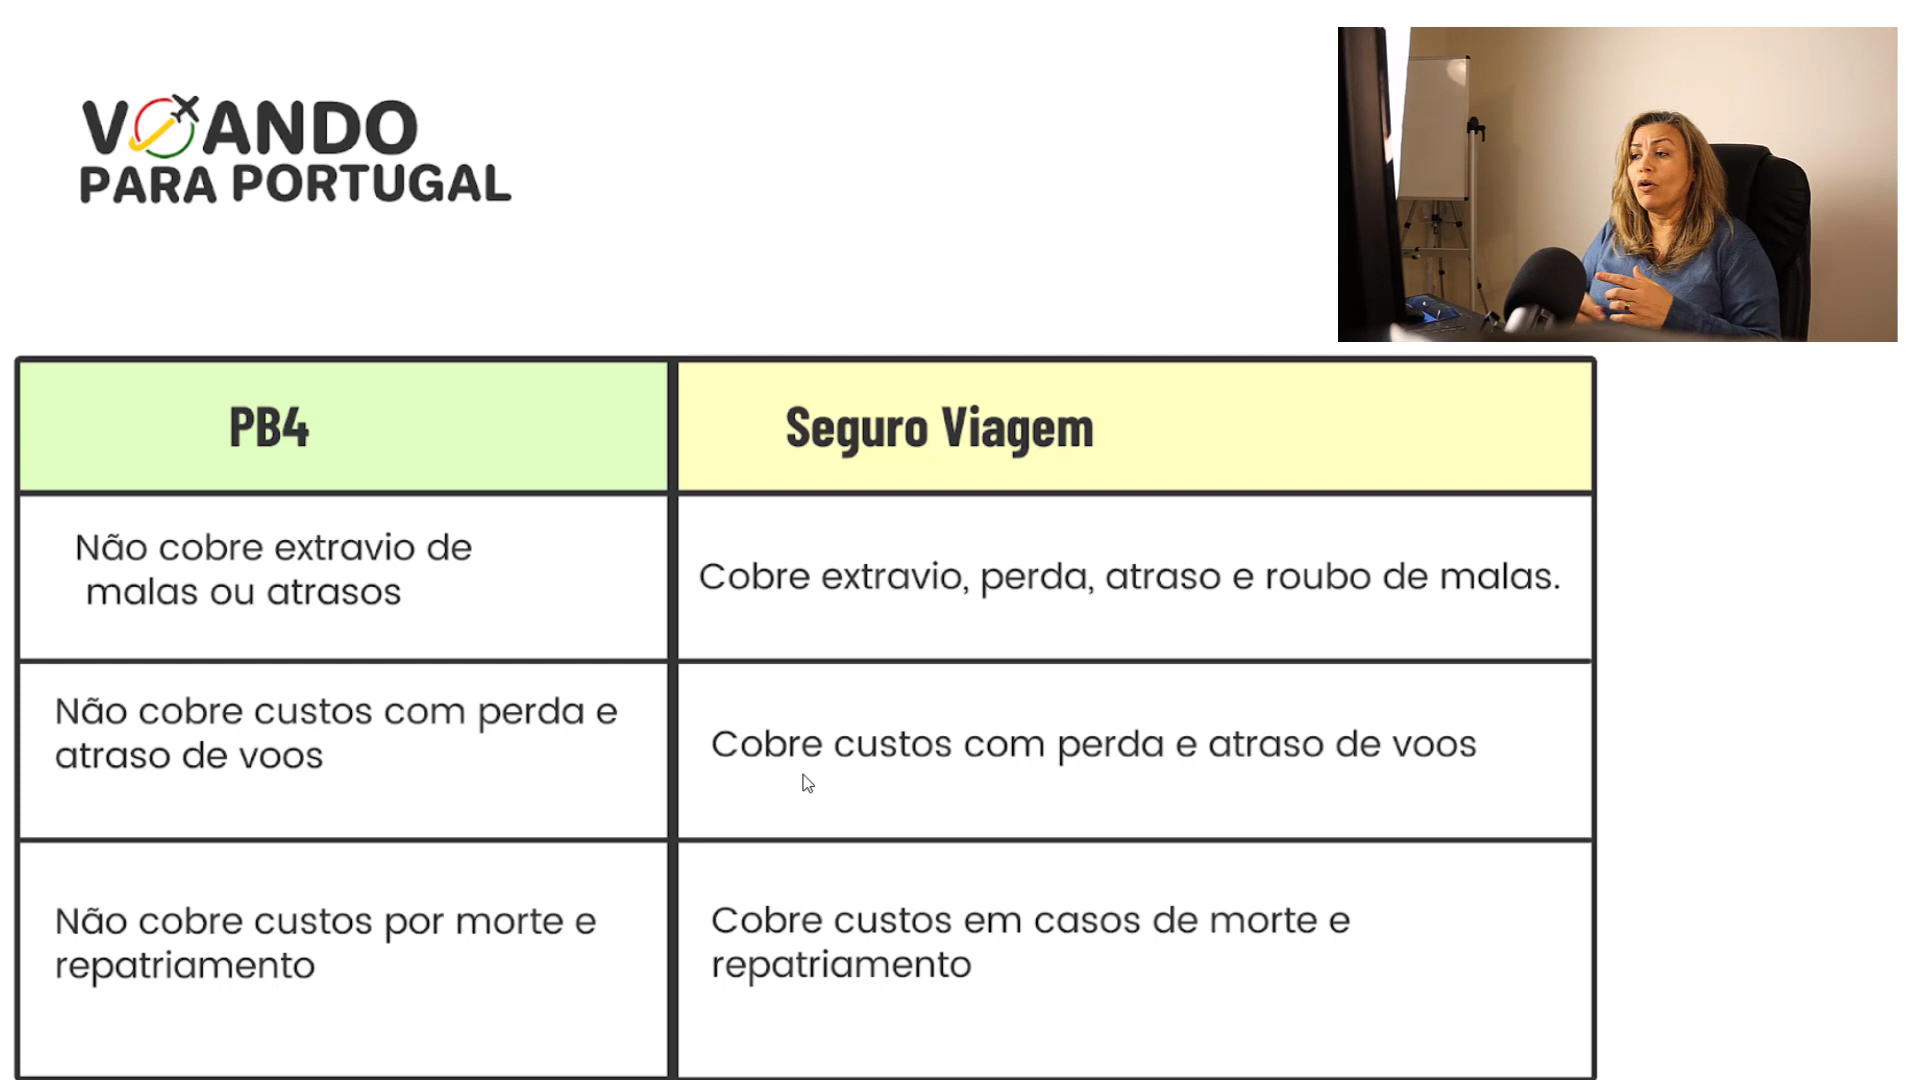 VOANDO
PARA PORTUGAL
PB4
Seguro Viagem
Não cobre extravio de
malas ou atrasos
Cobre extravio, perda, atraso e roubo de malas.
Não cobre custos com perda e
atraso de voos
Cobre custos com perda e atraso de voos
Não cobre custos por morte e
repatriamento
Cobre custos em casos de morte e
repatriamento